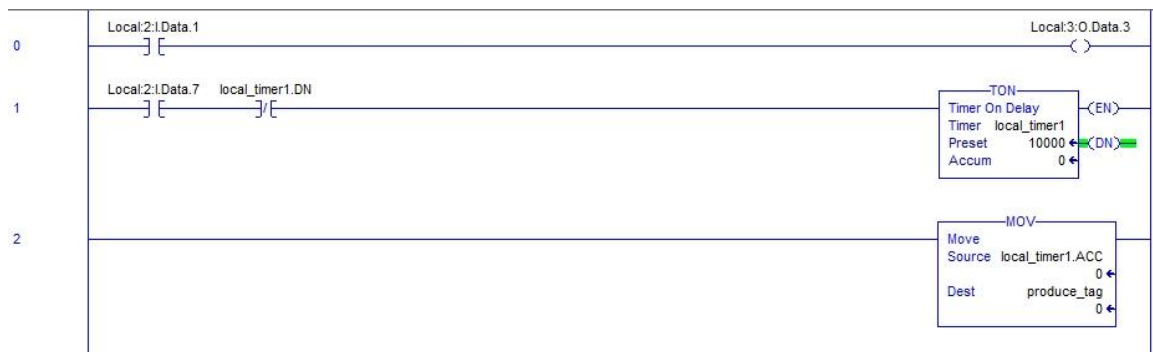 Local:2:I.Data.1 Local:3:O.Data.3
0
Local:2:I.Data.7 local_timer1.DN
1
TON
Timer On Delay (EN)
Timer local_timer1
Preset 10000 (DN)
Accum 0
MOV
2
Move
Source local_timer1.ACC
0
Dest produce_tag
0